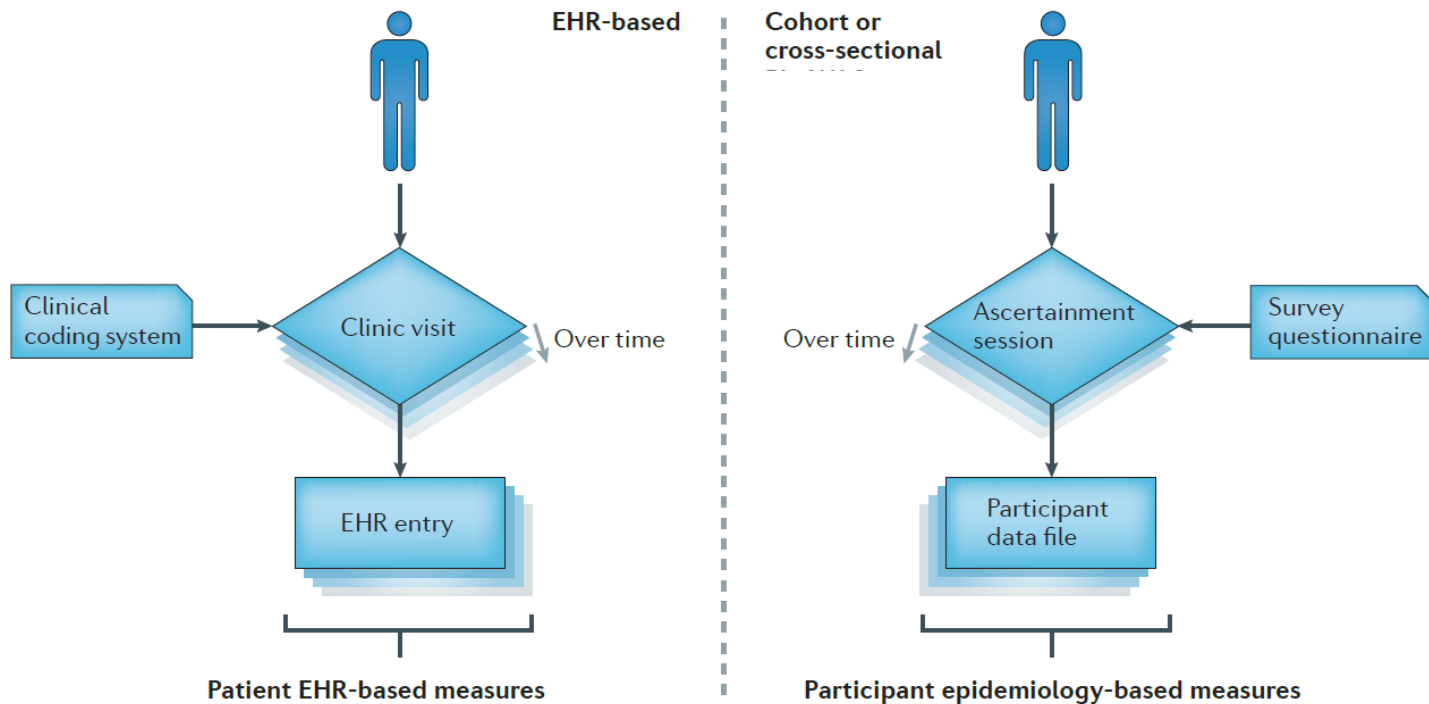 EHR-based
Clinical
coding system
Clinic visit
Over time
EHR entry
Patient EHR-based measures
Cohort or
cross-sectional
Over time
Ascertainment
session
Survey
questionnaire
Participant
data file
Participant epidemiology-based measures